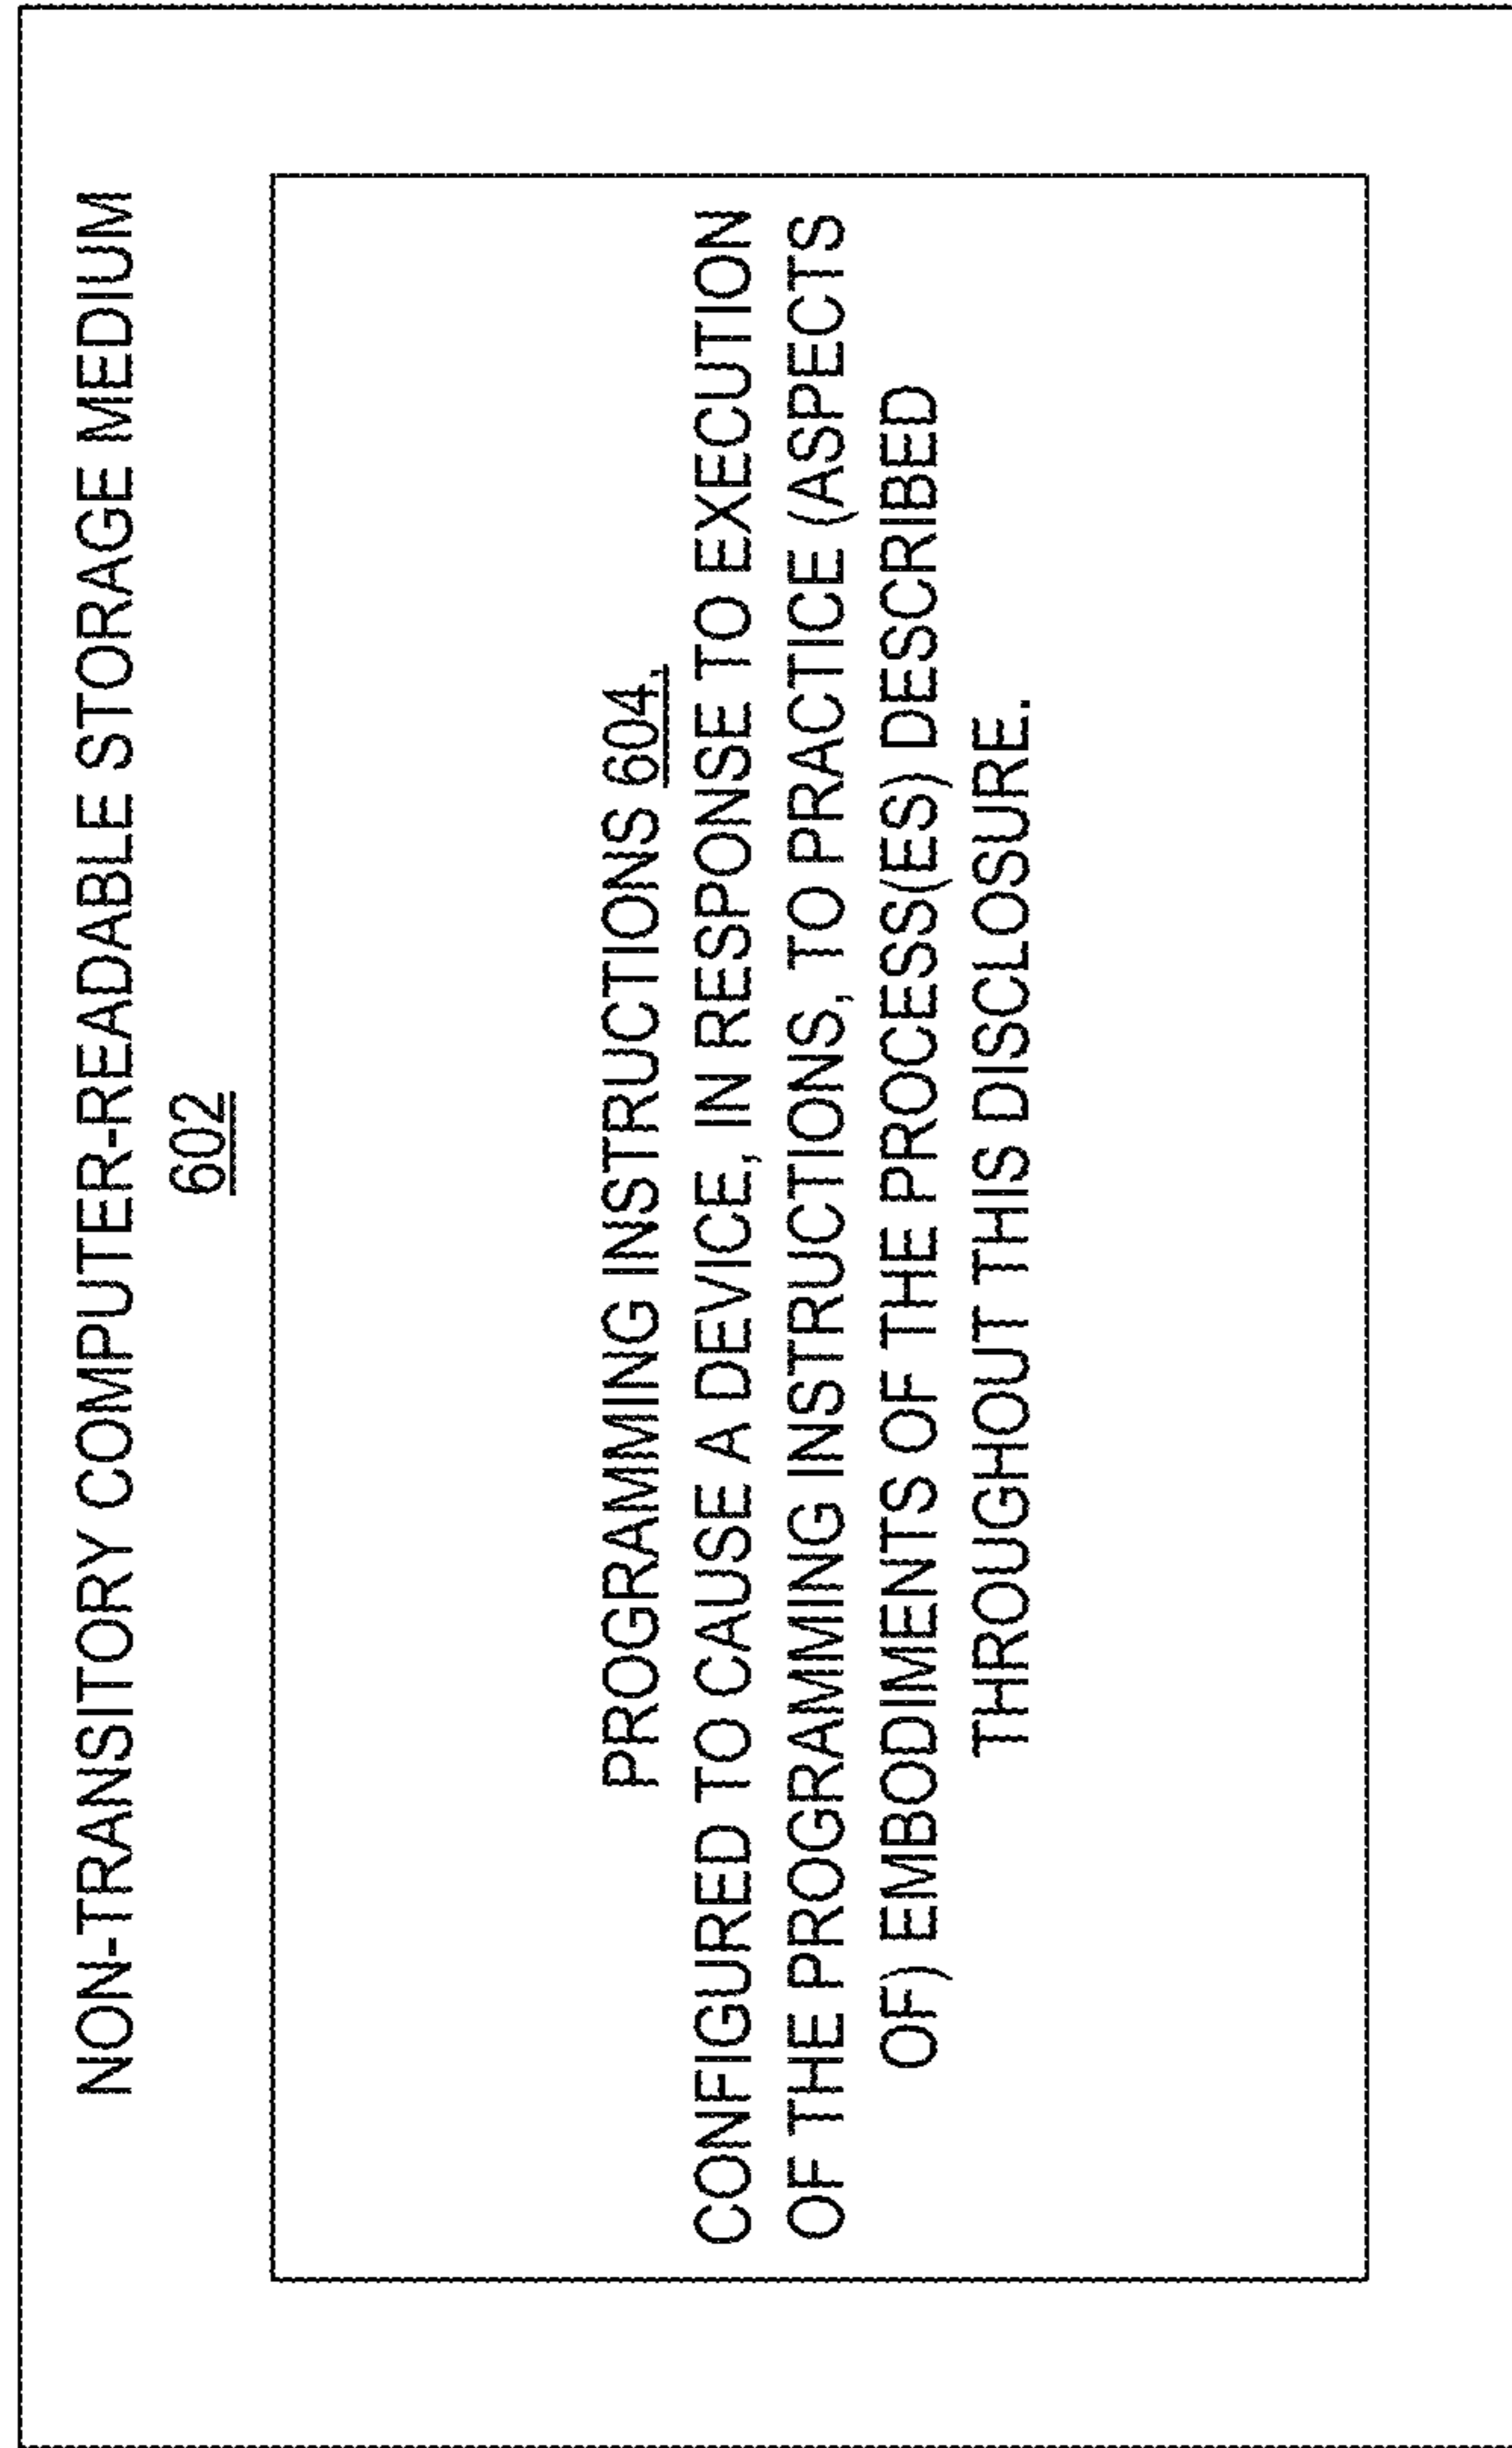 NON-TRANSITORY COMPUTER-READABLE STORAGE MEDIUM
602
PROGRAMMING INSTRUCTIONS 604,
CONFIGURED TO CAUSE A DEVICE, IN RESPONSE TO EXECUTION
OF THE PROGRAMMING INSTRUCTIONS, TO PRACTICE (ASPECTS
OF) EMBODIMENTS OF THE PROCESS(ES) DESCRIBED
THROUGHOUT THIS DISCLOSURE.